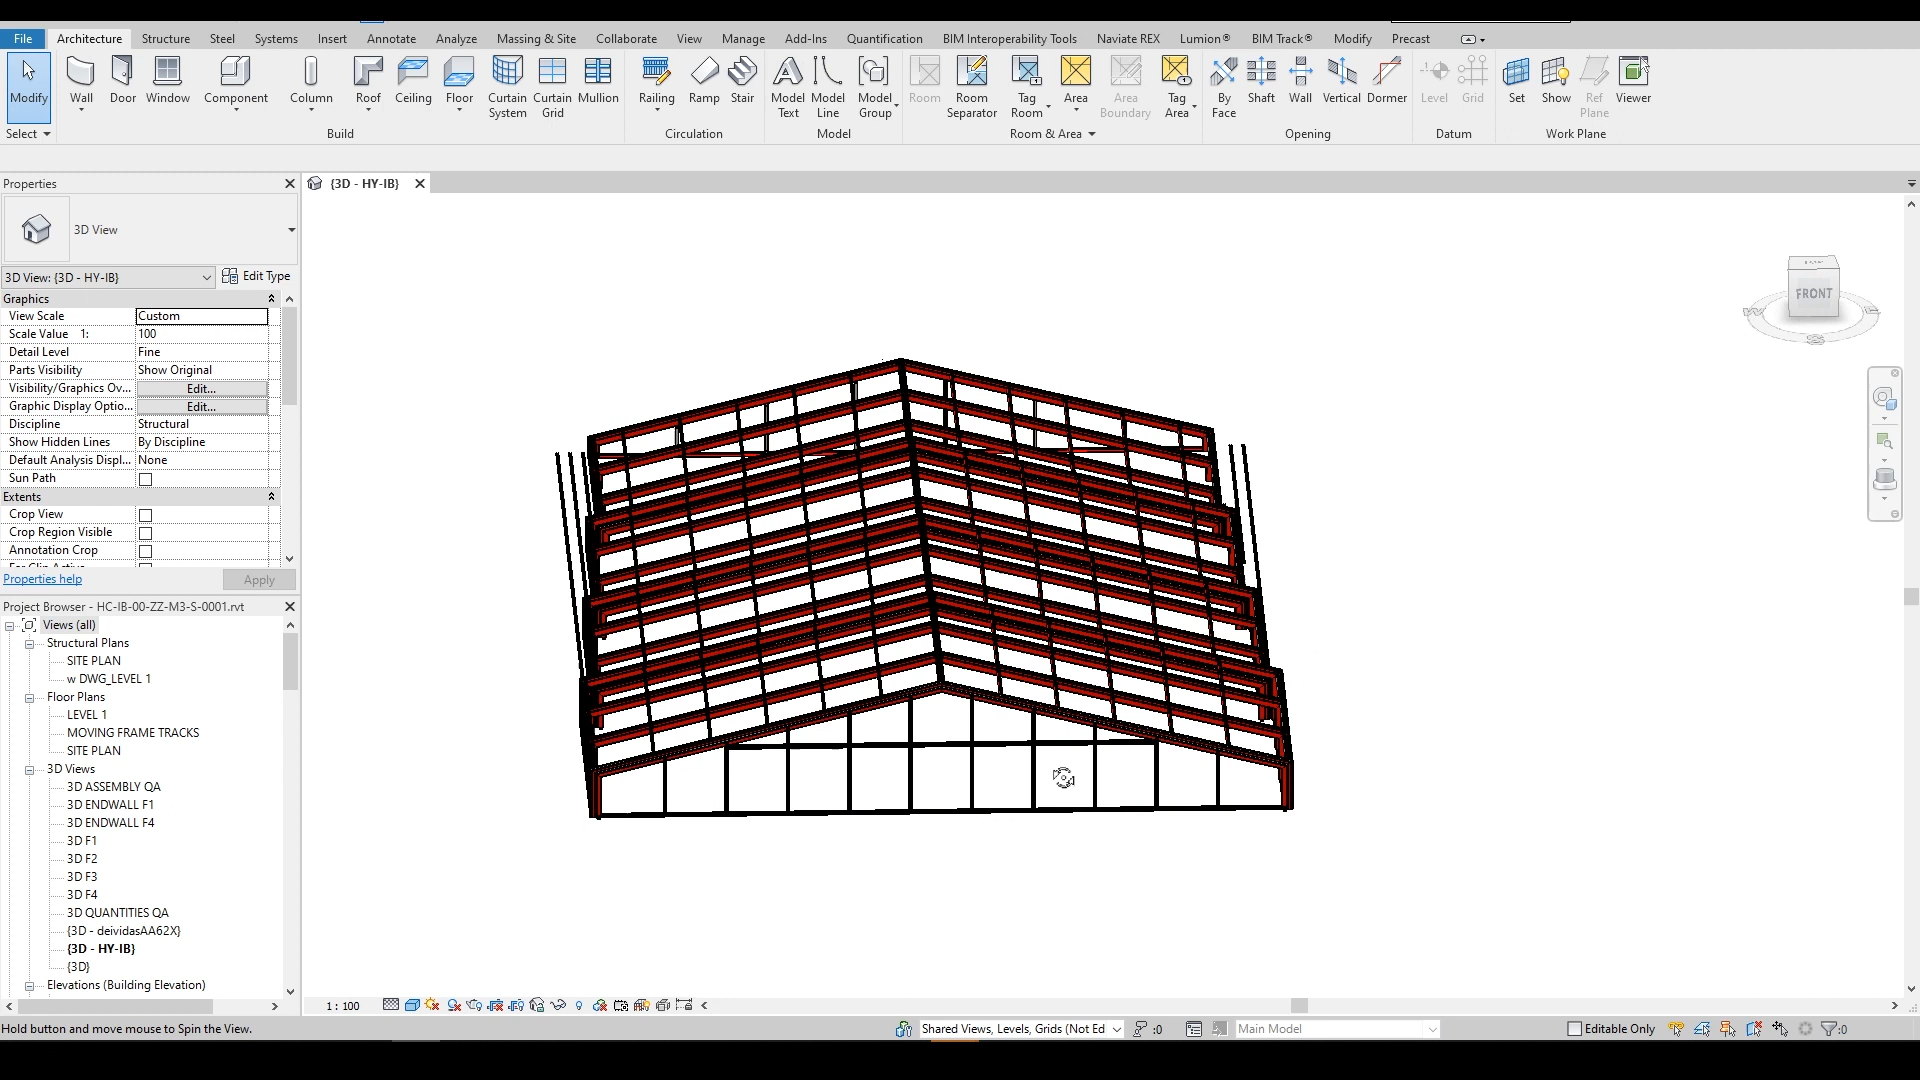 File Architecture Structure Steel Systems Insert Annotate Analyze Massing & Site Collaborate View Manage Add-Ins Quantification BIM Interoperability Tools Naviate REX Lumion® BIM Track® Modify Precast
Modify Wall Door Window Component Column Roof Ceiling Floor Curtain System Curtain Grid Mullion Railing Ramp Stair Model Text Model Line Model Group Room Room Separator Tag Room Area Area Boundary Tag Area By Face Shaft Wall Vertical Dormer Level Grid Set Show Ref Plane Viewer
Select Build Circulation Model Room & Area Opening Datum Work Plane
Properties
{3D - HY-IB}
3D View
3D View: {3D - HY-IB} Edit Type
Graphics
View Scale Custom
Scale Value 1: 100
Detail Level Fine
Parts Visibility Show Original
Visibility/Graphics Ov... Edit...
Graphic Display Optio... Edit...
Discipline Structural
Show Hidden Lines By Discipline
Default Analysis Displ... None
Sun Path
Extents
Crop View
Crop Region Visible
Annotation Crop
Properties help Apply
Project Browser - HC-IB-00-ZZ-M3-S-0001.rvt
Views (all)
Structural Plans
SITE PLAN
w DWG_LEVEL 1
Floor Plans
LEVEL 1
MOVING FRAME TRACKS
SITE PLAN
3D Views
3D ASSEMBLY QA
3D ENDWALL F1
3D ENDWALL F4
3D F1
3D F2
3D F3
3D F4
3D QUANTITIES QA
{3D - deividasAA62X}
{3D - HY-IB}
{3D}
Elevations (Building Elevation)
FRONT
W
S
1 : 100
Hold button and move mouse to Spin the View.
Shared Views, Levels, Grids (Not Ed
:0
Main Model
Editable Only
:0